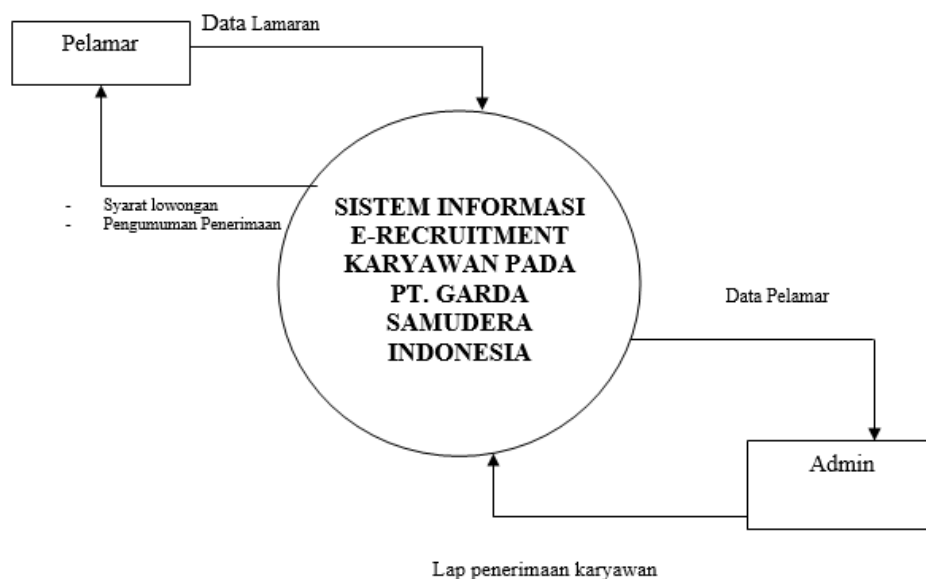 Data Lamaran
Pelamar
- Syarat lowongan
- Pengumuman Penerimaan
SISTEM INFORMASI
E-RECRUITMENT
KARYAWAN PADA
PT. GARDA
SAMUDERA
INDONESIA
Data Pelamar
Admin
Lap penerimaan karyawan